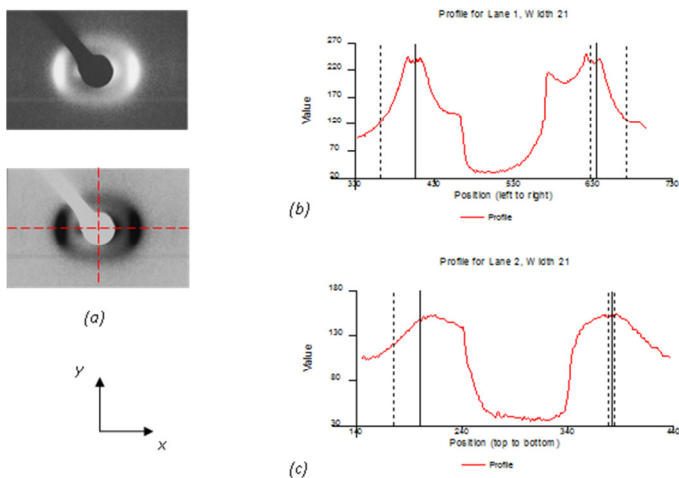 (a)
y
x
Profile for Lane 1, Width 21
Value
270
220
170
120
70
20
330
430
530
630
730
Position (left to right)
Profile
(b)
Profile for Lane 2, Width 21
Value
180
130
80
30
140
240
340
440
Position (top to bottom)
Profile
(c)